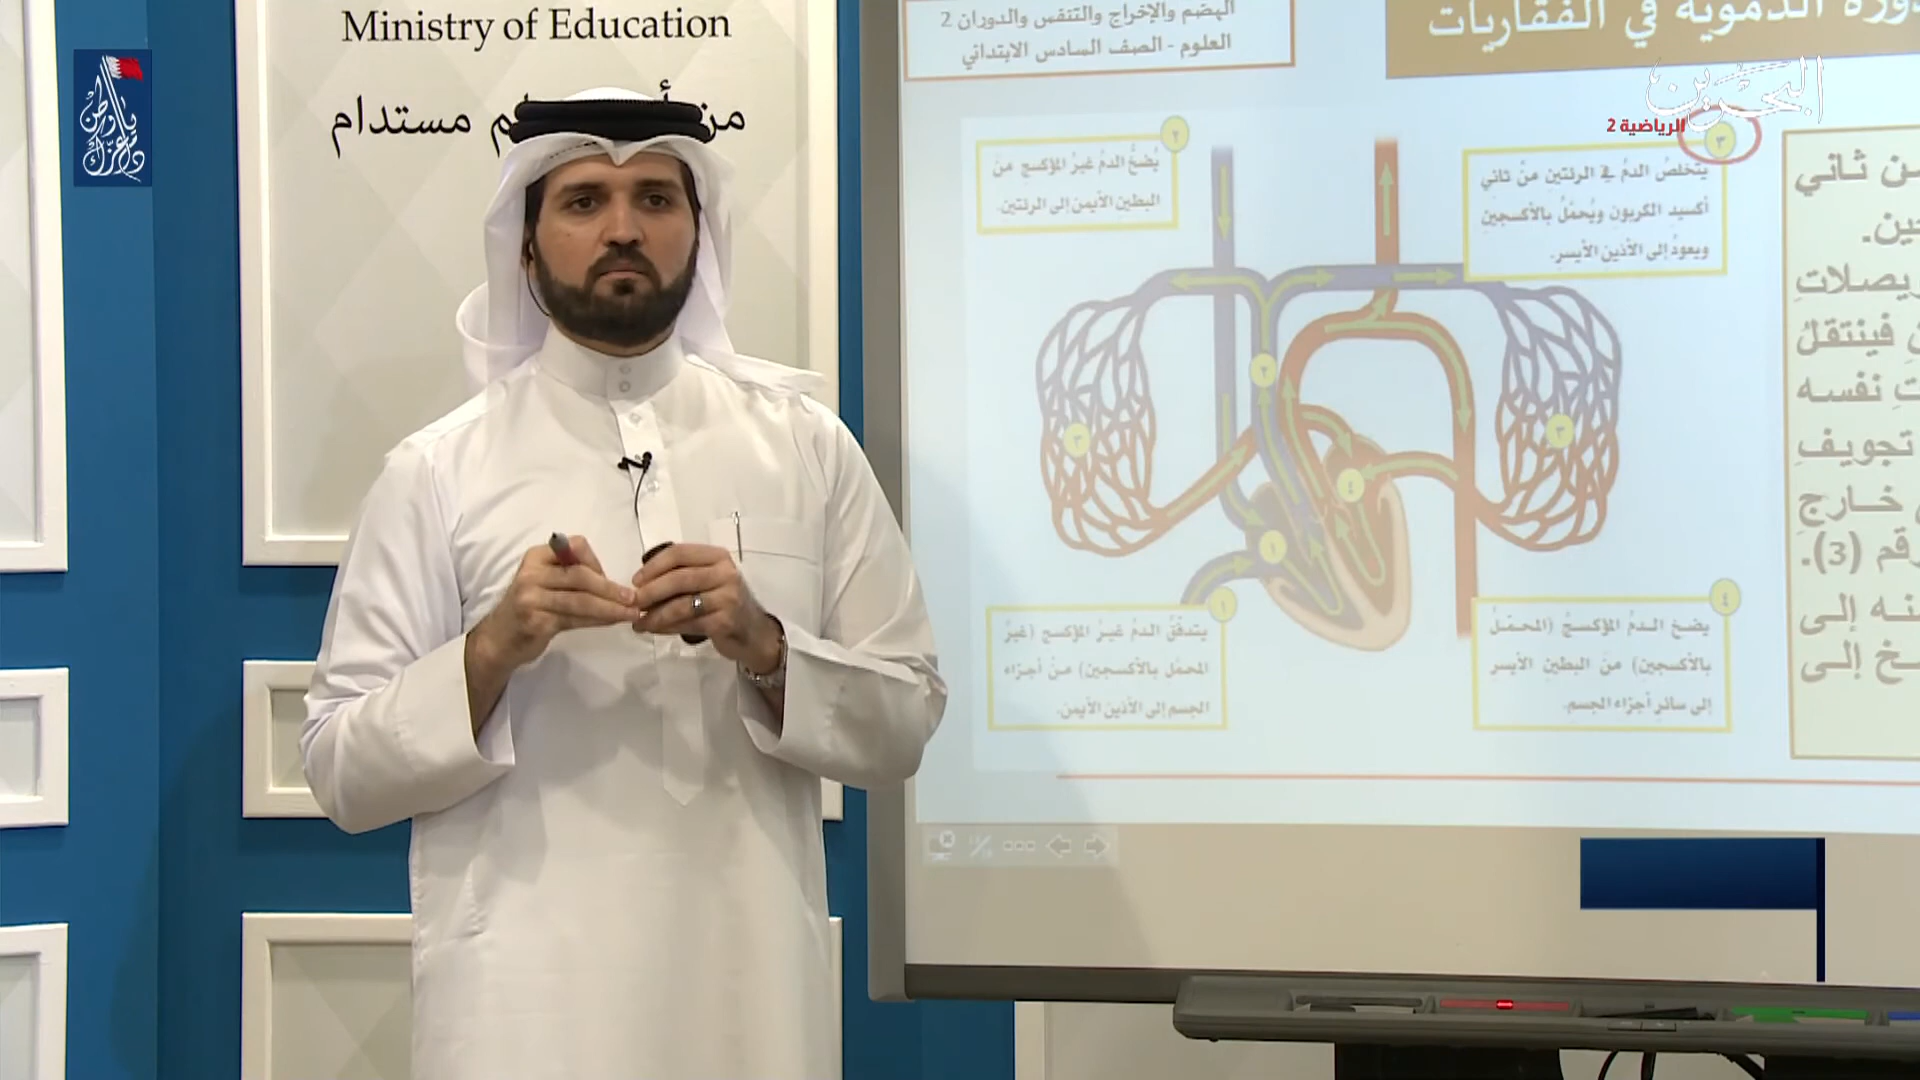 Ministry of Education
مستدام
الهضم والإخراج والتنفس والدوران 2
العلوم - الصف السادس الابتدائي
الدموية في الفقاريات
البحرين
الرياضية 2
٢
يُضخُّ الدمُ غيرُ المؤكسجِ منَ
البطينِ الأيمنِ إلى الرئتينِ.
٣
يتخلصُ الدمُ في الرئتينِ منْ ثاني
أكسيدِ الكربونِ ويُحمّلُ بالأكسجينِ
ويعودُ إلى الأذينِ الأيسرِ.
٢
٣
٣
٤
١
١
يتدفّقُ الدمُ غيرُ المؤكسجِ (غيرُ
المحمّلِ بالأكسجينِ) منْ أجزاءِ
الجسمِ إلى الأذينِ الأيمنِ.
٤
يضخ الدمُ المؤكسجُ (المحمّلُ
بالأكسجينِ) منَ البطينِ الأيسرِ
إلى سائرِ أجزاءِ الجسمِ.
ثاني
فينتقلُ
نفسه
تجويفِ
خارجِ
رقم (3).
إلى
إلى